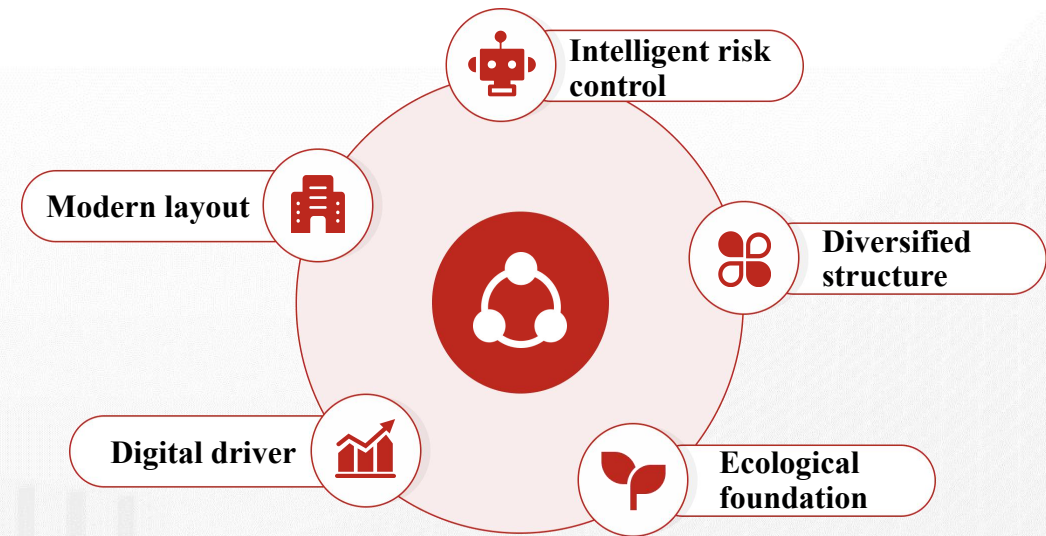 Intelligent risk
control
Modern layout
Diversified
structure
Digital driver
Ecological
foundation